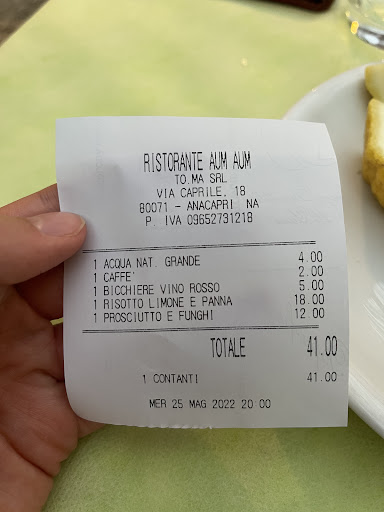 RISTORANTE AUM AUM
TO.MA SRL
VIA CAPRILE, 18
80071 - ANACAPRI NA
P. IVA 09652731218
1 ACQUA NAT. GRANDE 4.00
1 CAFFE' 2.00
1 BICCHIERE VINO ROSSO 5.00
1 RISOTTO LIMONE E PANNA 18.00
1 PROSCIUTTO E FUNGHI 12.00
TOTALE 41.00
1 CONTANTI 41.00
MER 25 MAG 2022 20:00